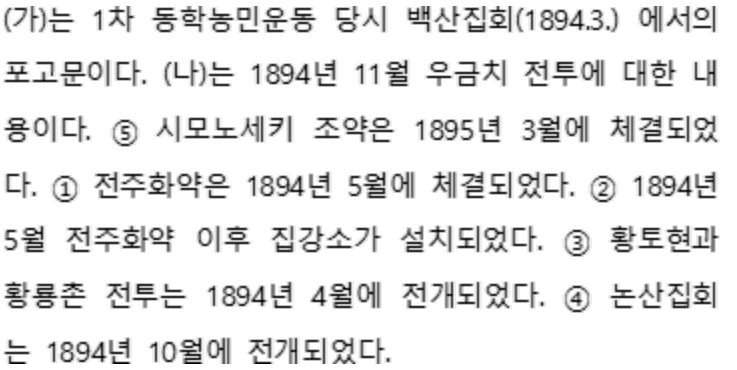 (가)는 1차 동학농민운동 당시 백산집회(1894.3.) 에서의
포고문이다. (나)는 1894년 11월 우금치 전투에 대한 내
용이다. ⑤ 시모노세키 조약은 1895년 3월에 체결되었
다. ① 전주화약은 1894년 5월에 체결되었다. ② 1894년
5월 전주화약 이후 집강소가 설치되었다. ③ 황토현과
황룡촌 전투는 1894년 4월에 전개되었다. ④ 논산집회
는 1894년 10월에 전개되었다.